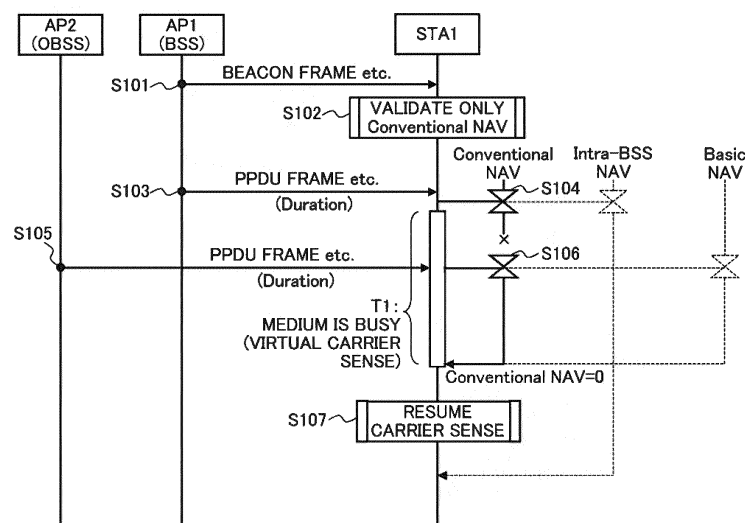 AP2
(OBSS)
AP1
(BSS)
STA1
BEACON FRAME etc.
S101
S102
VALIDATE ONLY
Conventional NAV
Conventional
NAV
Intra-BSS
NAV
Basic
NAV
PPDU FRAME etc.
S103
(Duration)
S104
S105
PPDU FRAME etc.
(Duration)
×
S106
T1:
MEDIUM IS BUSY
(VIRTUAL CARRIER
SENSE)
Conventional NAV=0
S107
RESUME
CARRIER SENSE